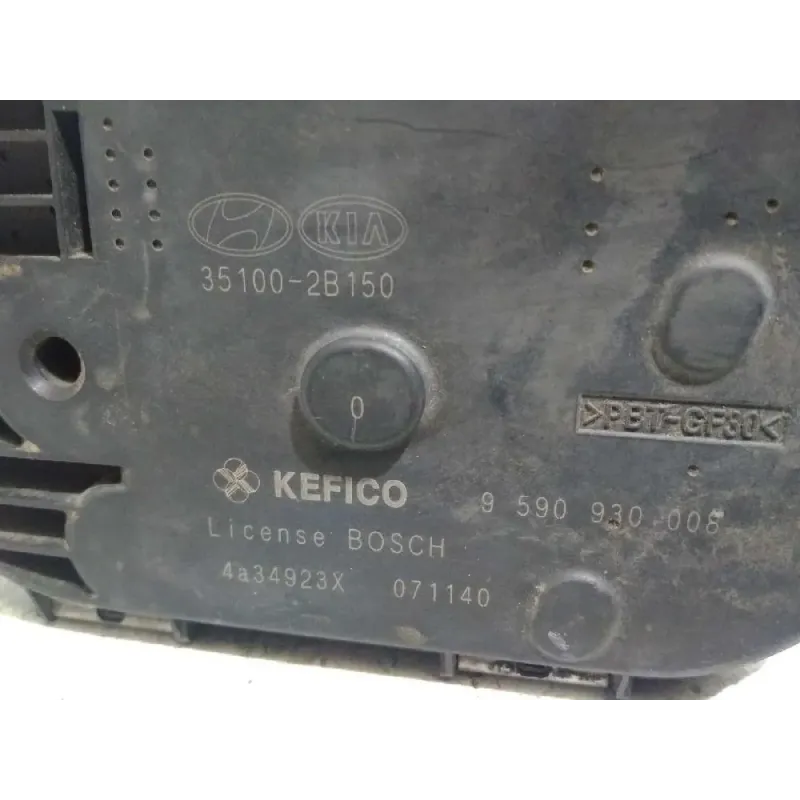 KIA
35100-2B150
0
>PBT-GF30<
KEFICO
9 590 930 008
License BOSCH
4a34923X 071140